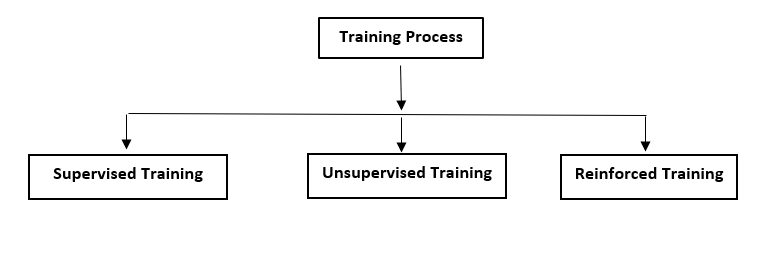 Training Process
Supervised Training
Unsupervised Training
Reinforced Training